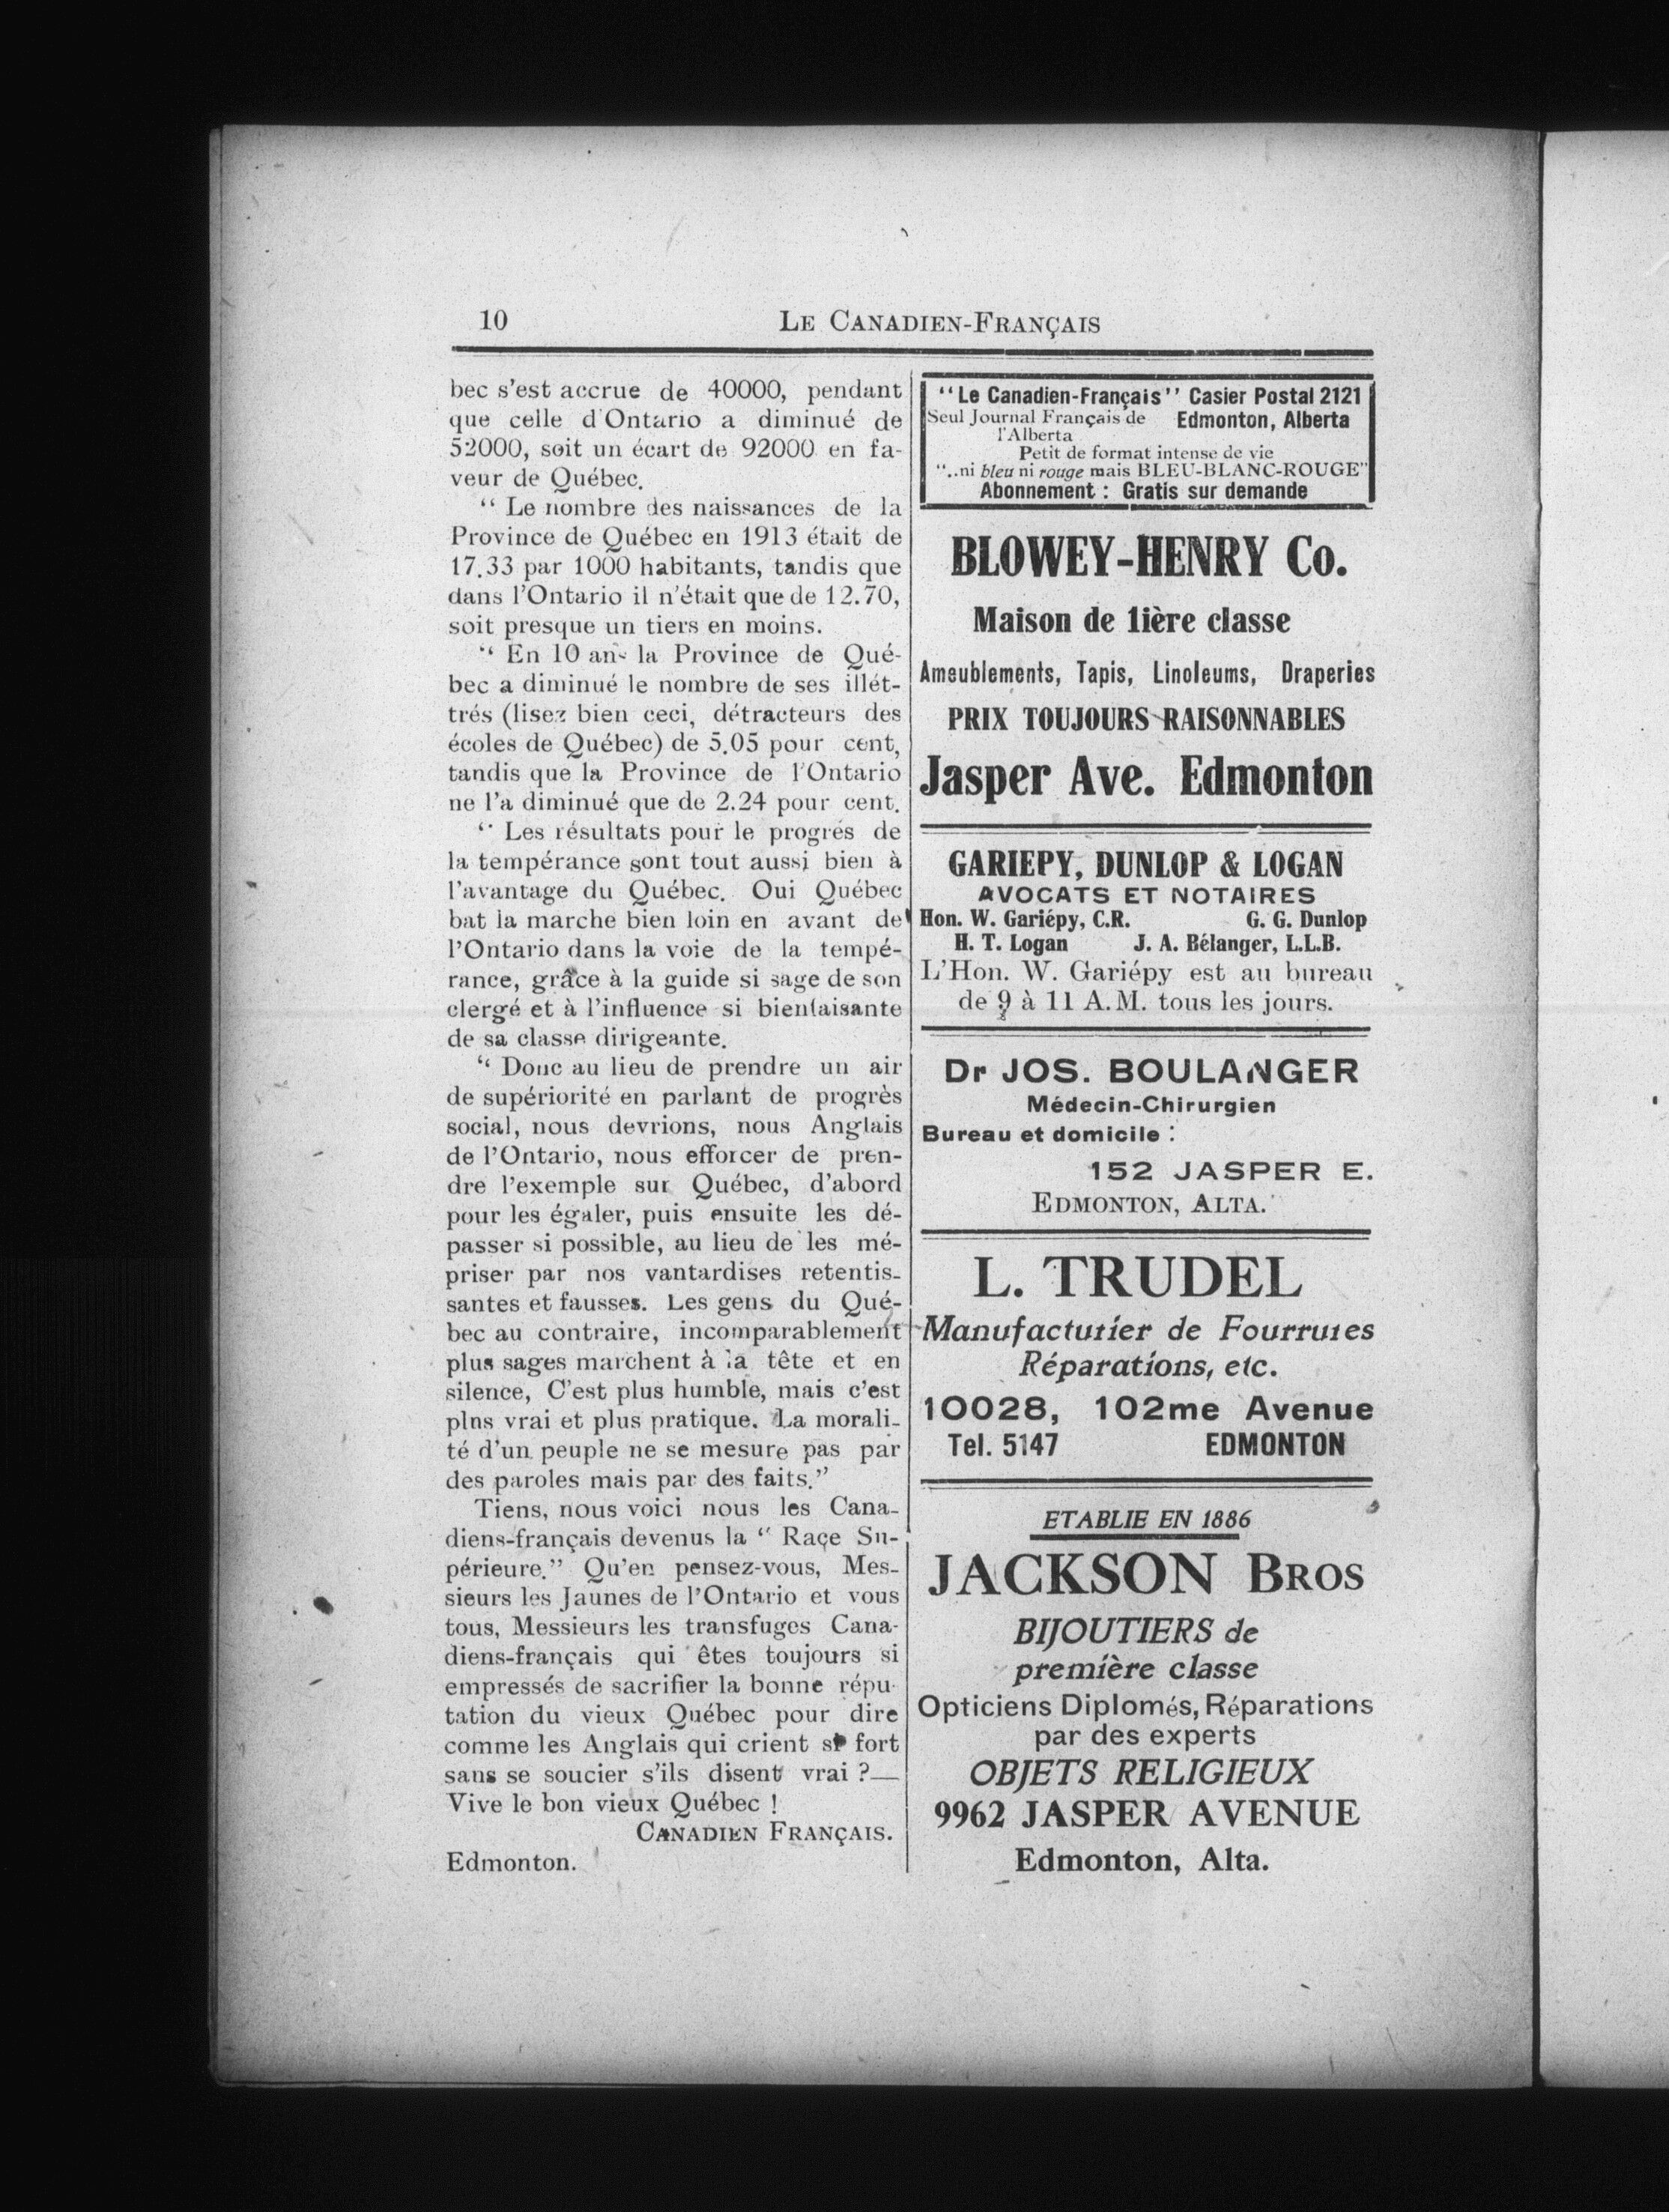 10
LE CANADIEN-FRANÇAIS
bec s'est accrue de 40000, pendant
que celle d'Ontario a diminué de
52000, soit un écart de 92000 en fa-
veur de Québec.
“ Le nombre des naissances de la
Province de Québec en 1913 était de
17.33 par 1000 habitants, tandis que
dans l'Ontario il n'était que de 12.70,
soit presque un tiers en moins.
“ En 10 ans la Province de Qué-
bec a diminué le nombre de ses illét-
trés (lisez bien ceci, détracteurs des
écoles de Québec) de 5.05 pour cent,
tandis que la Province de l'Ontario
ne l'a diminué que de 2.24 pour cent.
“ Les résultats pour le progrès de
la tempérance sont tout aussi bien à
l'avantage du Québec. Oui Québec
bat la marche bien loin en avant de
l'Ontario dans la voie de la tempé-
rance, grâce à la guide si sage de son
clergé et à l'influence si bienfaisante
de sa classe dirigeante.
“ Donc au lieu de prendre un air
de supériorité en parlant de progrès
social, nous devrions, nous Anglais
de l'Ontario, nous efforcer de pren-
dre l'exemple sur Québec, d'abord
pour les égaler, puis ensuite les dé-
passer si possible, au lieu de les mé-
priser par nos vantardises retentis-
santes et fausses. Les gens du Qué-
bec au contraire, incomparablement
plus sages marchent à la tête et en
silence, C'est plus humble, mais c'est
plns vrai et plus pratique. La morali-
té d'un peuple ne se mesure pas par
des paroles mais par des faits.”
Tiens, nous voici nous les Cana-
diens-français devenus la “ Raçe Su-
périeure.” Qu'en pensez-vous, Mes-
sieurs les Jaunes de l'Ontario et vous
tous, Messieurs les transfuges Cana-
diens-français qui êtes toujours si
empressés de sacrifier la bonne répu-
tation du vieux Québec pour dire
comme les Anglais qui crient si fort
sans se soucier s'ils disent vrai ?—
Vive le bon vieux Québec !
CANADIEN FRANÇAIS.
Edmonton.
“Le Canadien-Français” Casier Postal 2121
Seul Journal Français de Edmonton, Alberta
l'Alberta
Petit de format intense de vie
“..ni bleu ni rouge mais BLEU-BLANC-ROUGE”
Abonnement : Gratis sur demande
BLOWEY-HENRY Co.
Maison de 1ière classe
Ameublements, Tapis, Linoleums, Draperies
PRIX TOUJOURS RAISONNABLES
Jasper Ave. Edmonton
GARIEPY, DUNLOP & LOGAN
AVOCATS ET NOTAIRES
Hon. W. Gariépy, C.R. G. G. Dunlop
H. T. Logan J. A. Bélanger, L.L.B.
L'Hon. W. Gariépy est au bureau
de 9 à 11 A.M. tous les jours.
Dr JOS. BOULANGER
Médecin-Chirurgien
Bureau et domicile :
152 JASPER E.
EDMONTON, ALTA.
L. TRUDEL
Manufacturier de Fourrures
Réparations, etc.
10028, 102me Avenue
Tel. 5147 EDMONTON
ETABLIE EN 1886
JACKSON BROS
BIJOUTIERS de
première classe
Opticiens Diplomés, Réparations
par des experts
OBJETS RELIGIEUX
9962 JASPER AVENUE
Edmonton, Alta.